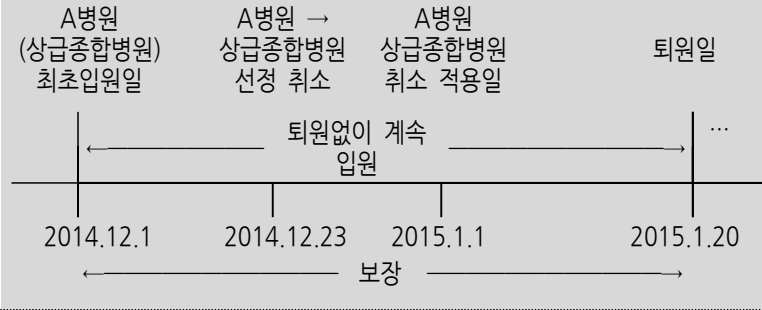 A병원
(상급종합병원)
최초입원일
A병원 →
상급종합병원
선정 취소
A병원
상급종합병원
취소 적용일
퇴원일
퇴원없이 계속
입원
…
2014.12.1
2014.12.23
2015.1.1
2015.1.20
보장